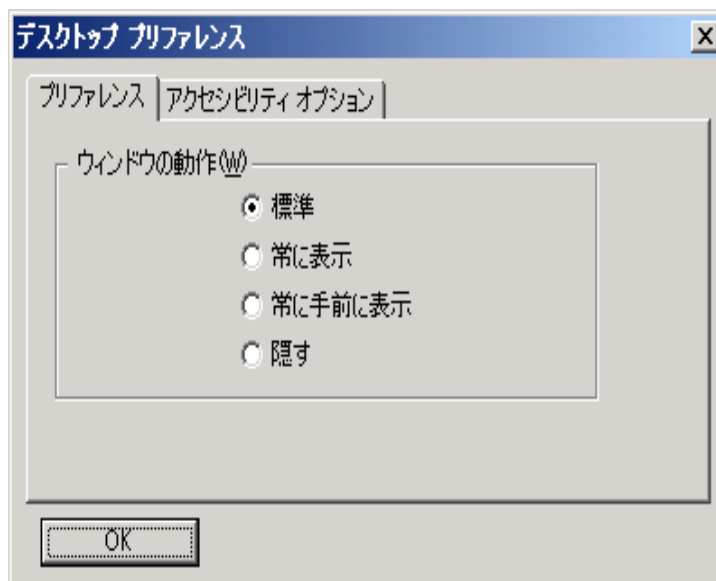 デスクトップ プリファレンス
プリファレンス
アクセシビリティ オプション
ウィンドウの動作(W)
標準
常に表示
常に手前に表示
隠す
OK